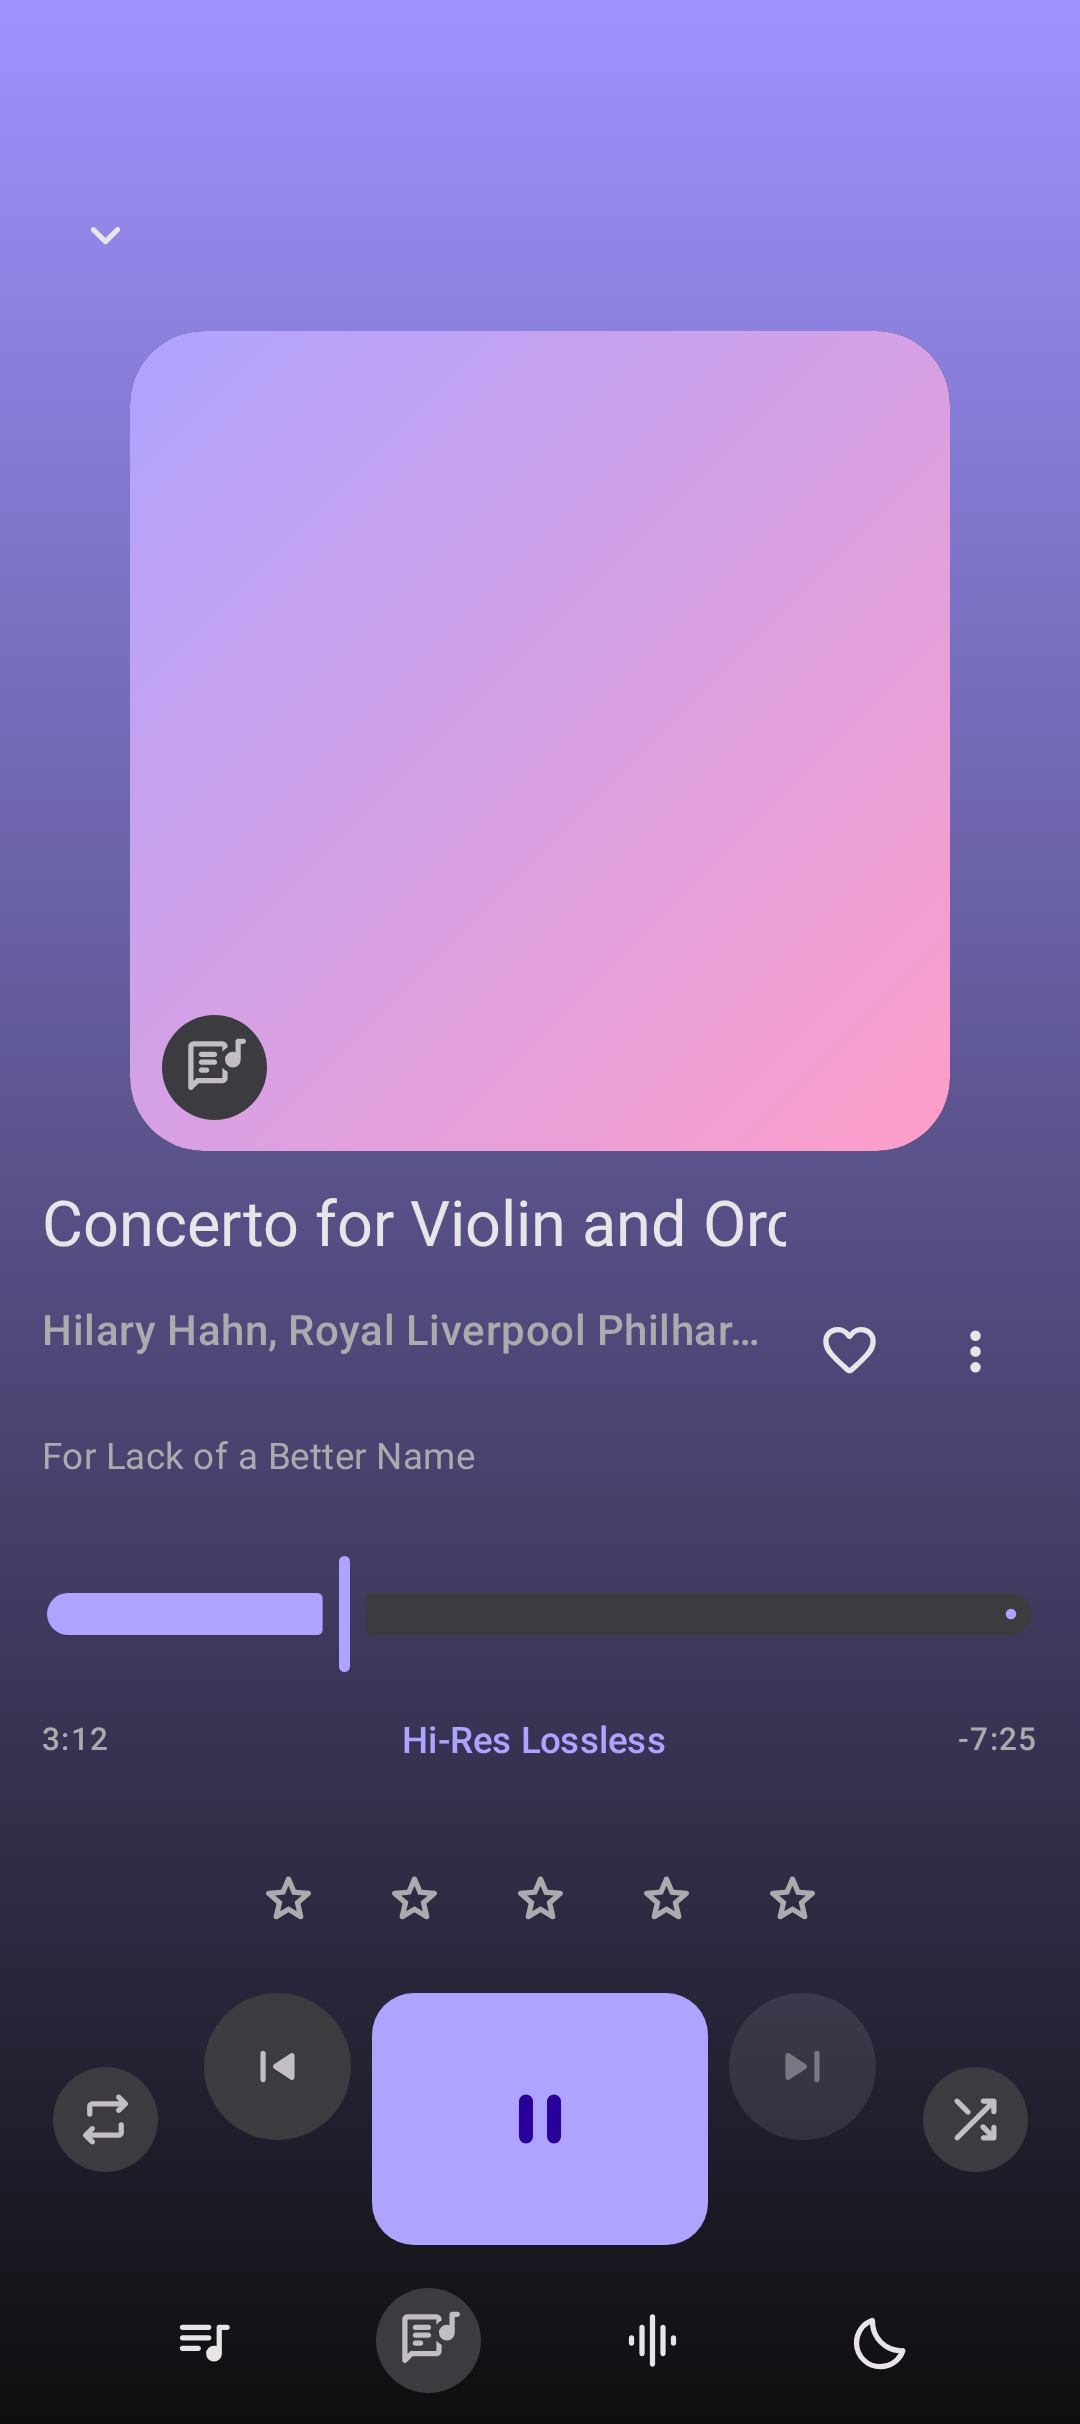 Concerto for Violin and Orc
Hilary Hahn, Royal Liverpool Philhar...
For Lack of a Better Name
3:12
Hi-Res Lossless
-7:25